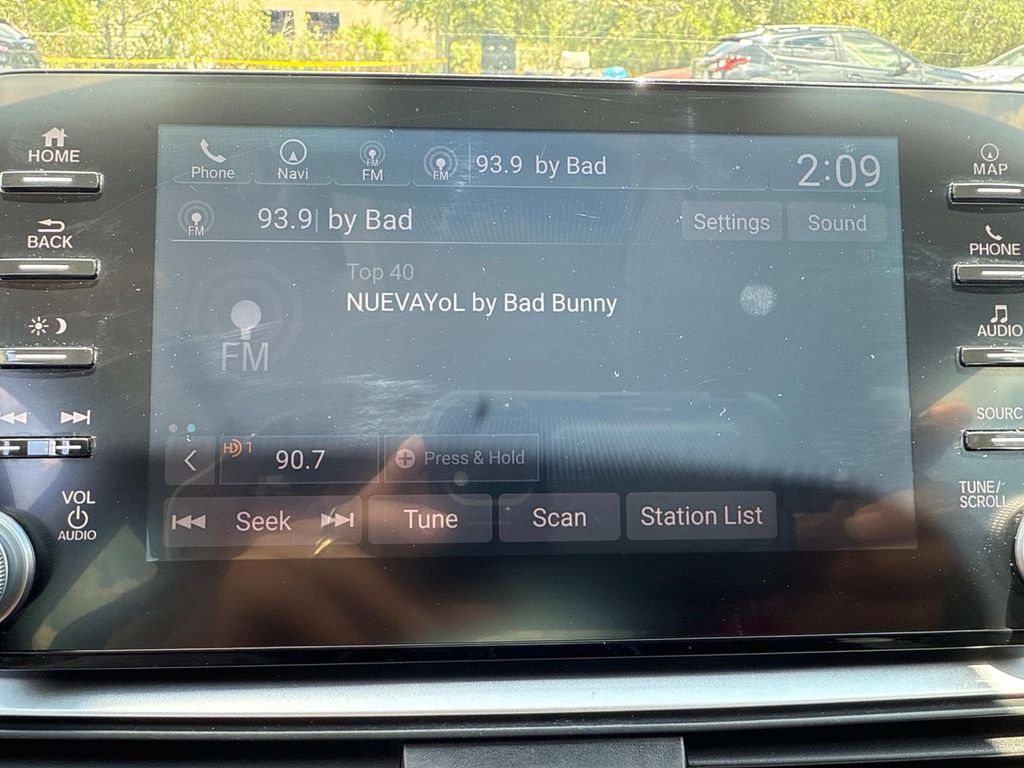 HOME
BACK
VOL
AUDIO
Phone
Navi
FM
FM
FM
93.9 by Bad
2:09
FM
93.9 by Bad
Settings
Sound
ST
Top 40
NUEVAYoL by Bad Bunny
FM
HD 1
90.7
Press & Hold
Seek
Tune
Scan
Station List
MAP
PHONE
AUDIO
SOURC
TUNE/
SCROLL